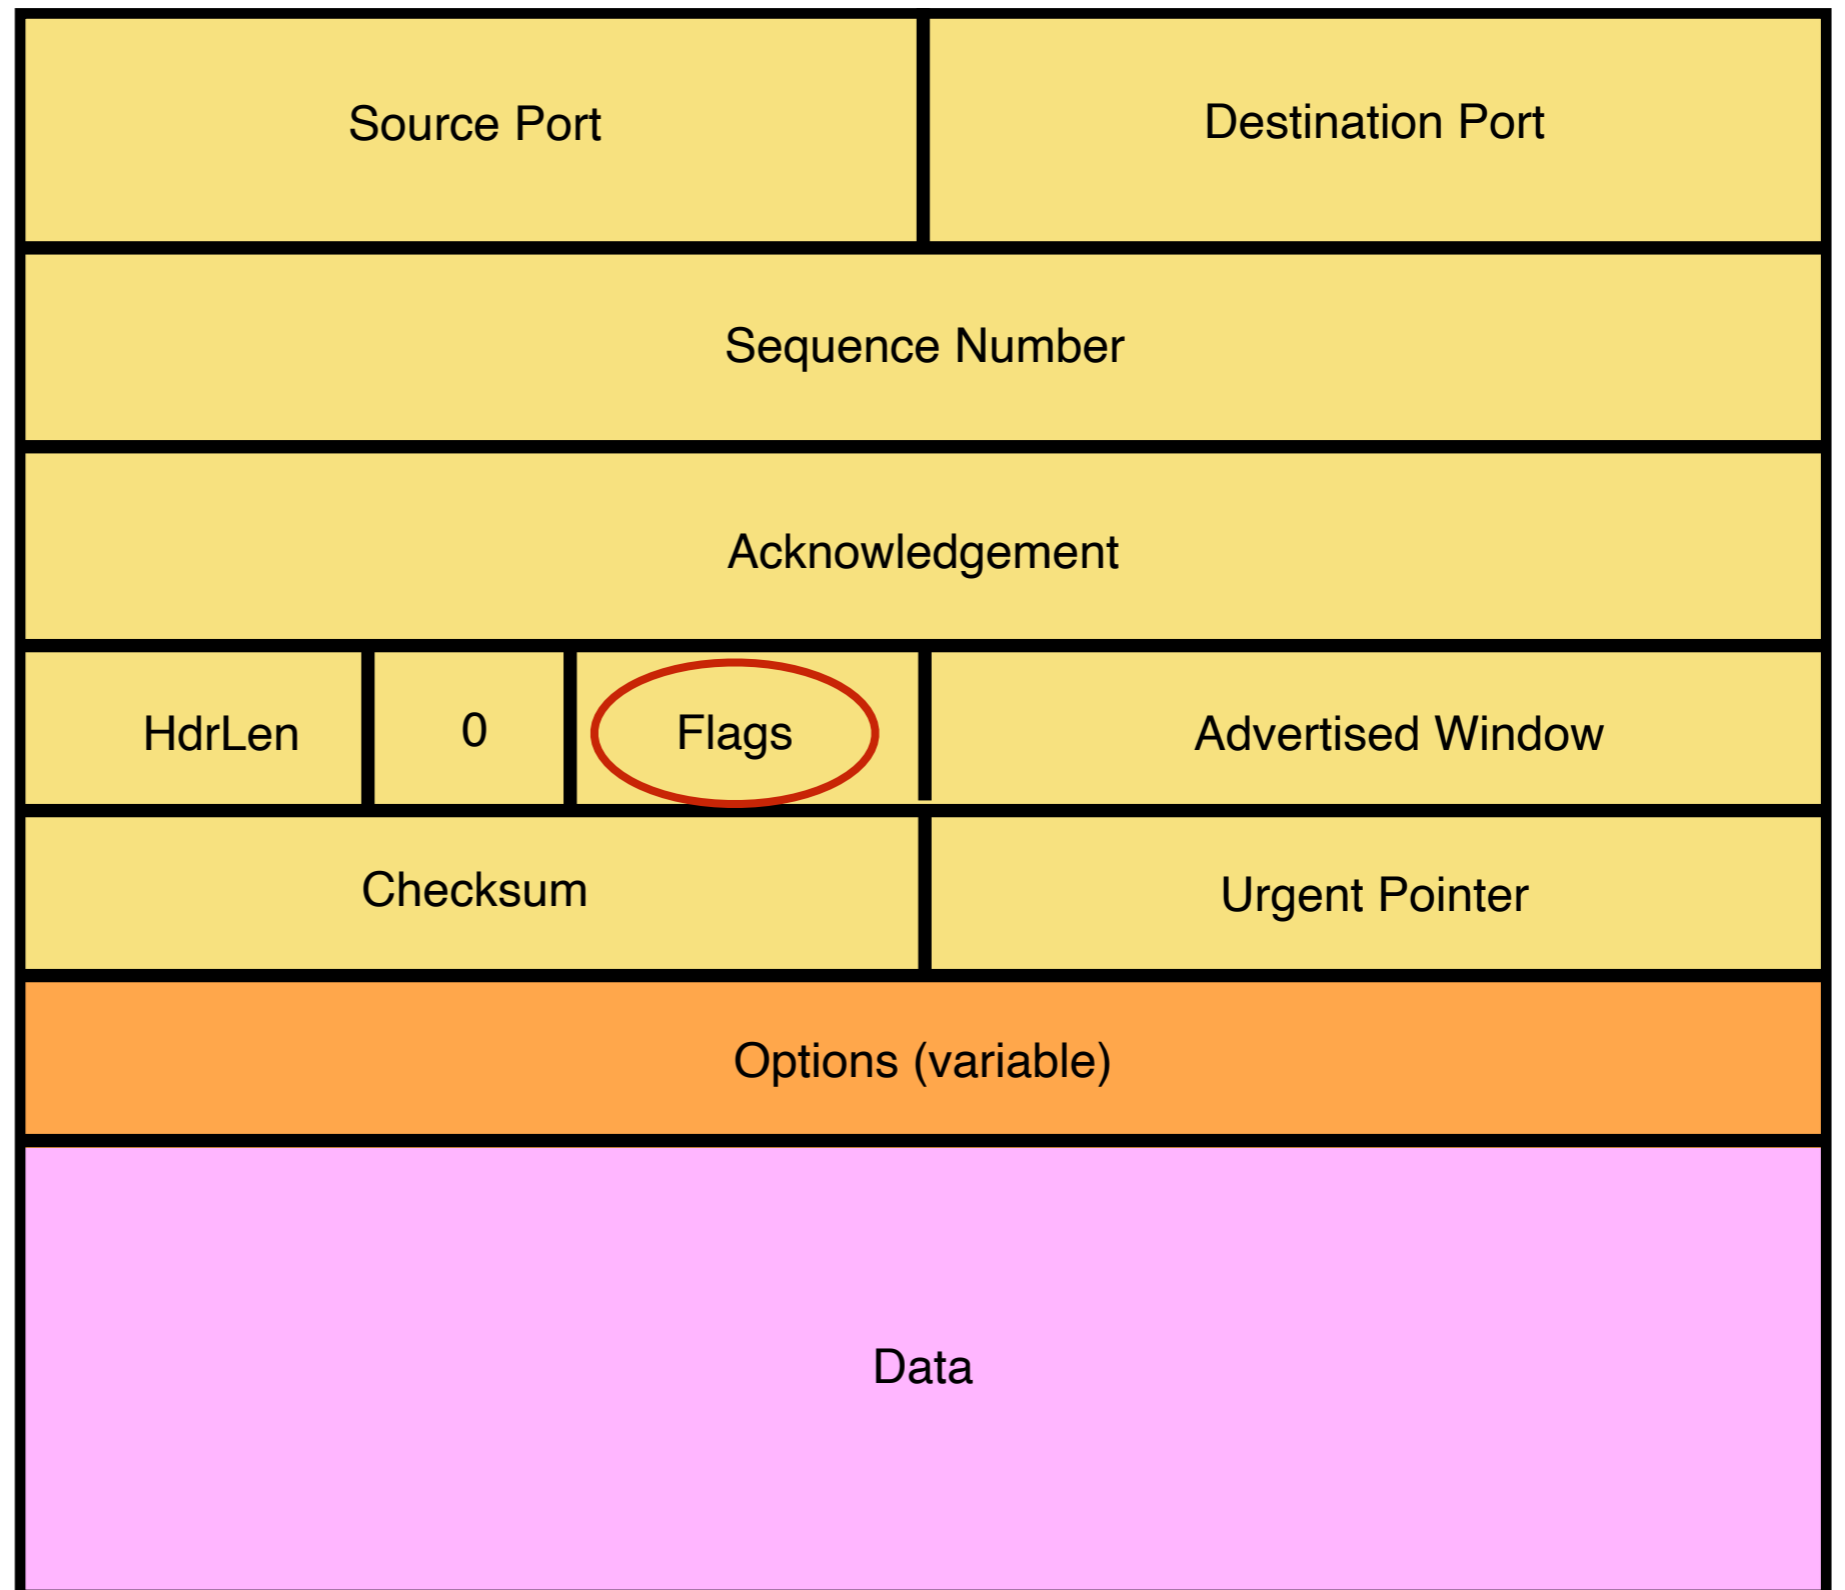 Source Port
Destination Port
Sequence Number
Acknowledgement
HdrLen
0
Flags
Advertised Window
Checksum
Urgent Pointer
Options (variable)
Data